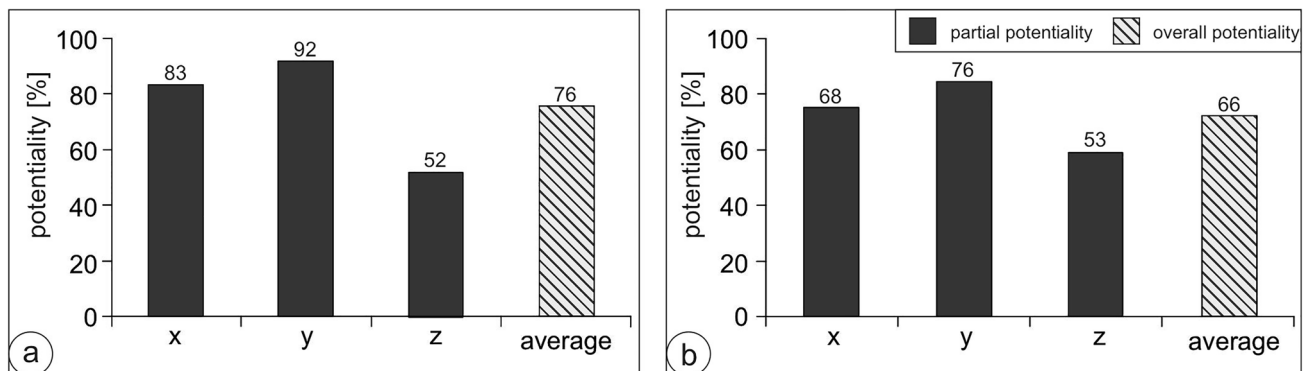 potentiality [%]
100
80
60
40
20
0
83
92
52
76
x
y
z
average
a
partial potentiality
overall potentiality
potentiality [%]
100
80
60
40
20
0
68
76
53
66
x
y
z
average
b